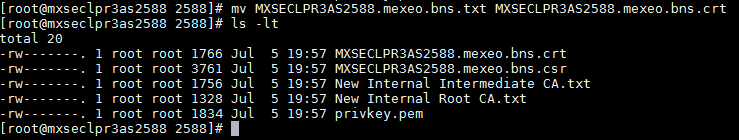 [root@mxseclpr3as2588 2588]# mv MXSECLPR3AS2588.mexeo.bns.txt MXSECLPR3AS2588.mexeo.bns.crt
[root@mxseclpr3as2588 2588]# ls -lt
total 20
-rw-------. 1 root root 1766 Jul  5 19:57 MXSECLPR3AS2588.mexeo.bns.crt
-rw-------. 1 root root 3761 Jul  5 19:57 MXSECLPR3AS2588.mexeo.bns.csr
-rw-------. 1 root root 1756 Jul  5 19:57 New Internal Intermediate CA.txt
-rw-------. 1 root root 1328 Jul  5 19:57 New Internal Root CA.txt
-rw-------. 1 root root 1834 Jul  5 19:57 privkey.pem
[root@mxseclpr3as2588 2588]#